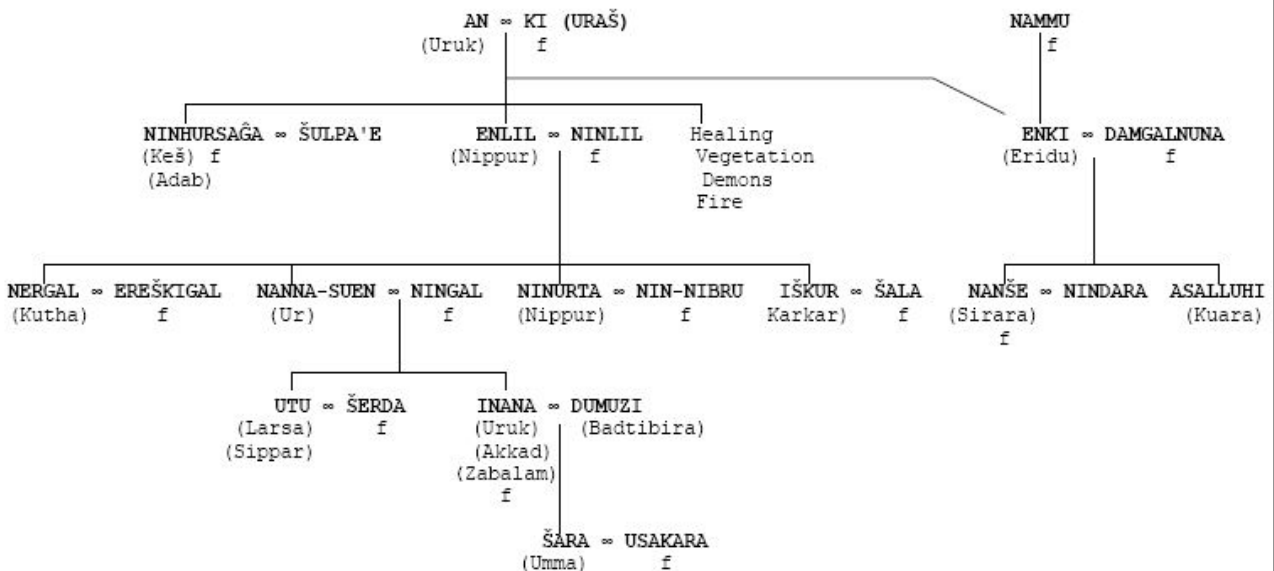 AN ∞ KI (URAŠ) NAMMU
(Uruk) f f
NINHURSAĜA ∞ ŠULPA'E ENLIL ∞ NINLIL Healing ENKI ∞ DAMGALNUNA
(Keš) f (Nippur) f Vegetation (Eridu) f
(Adab) Demons
Fire
NERGAL ∞ EREŠKIGAL NANNA-SUEN ∞ NINGAL NINURTA ∞ NIN-NIBRU IŠKUR ∞ ŠALA NANŠE ∞ NINDARA ASALLUHI
(Kutha) f (Ur) f (Nippur) f Karkar) f (Sirara) (Kuara)
f
UTU ∞ ŠERDA INANA ∞ DUMUZI
(Larsa) f (Uruk) (Badtibira)
(Sippar) (Akkad)
(Zabalam)
f
ŠARA ∞ USAKARA
(Umma) f